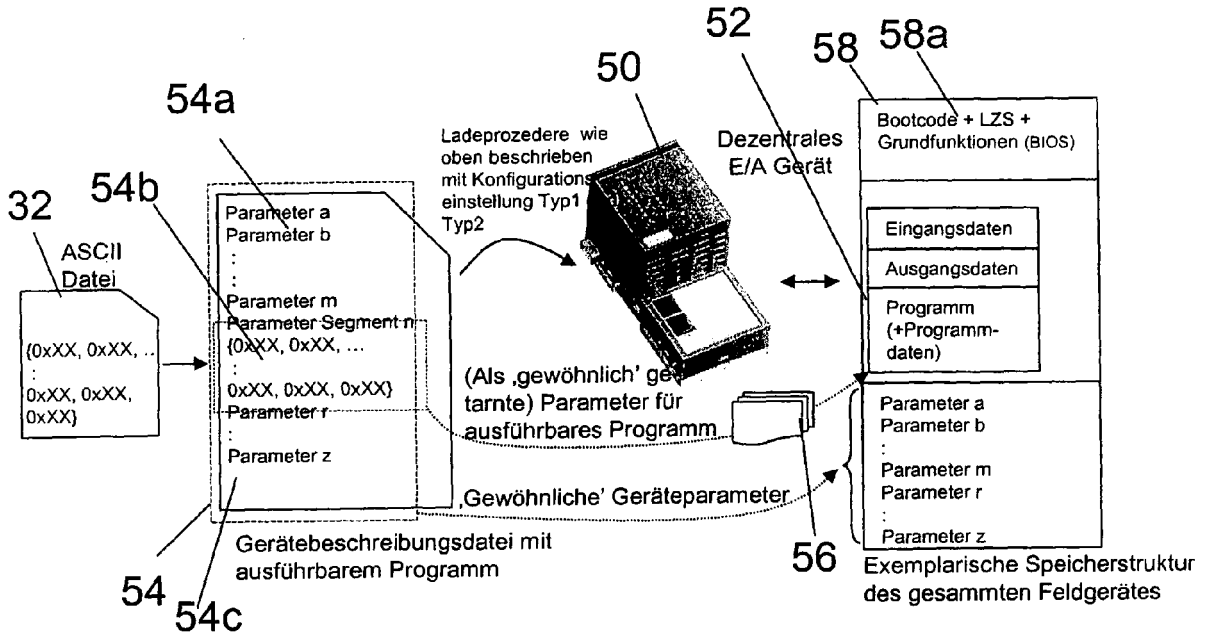 52
58
58a
50
54a
54b
32
Bootcode + LZS +
Grundfunktionen (BIOS)
Ladeprozedere wie
oben beschrieben
mit Konfigurations
einstellung Typ1
Typ2
Dezentrales
E/A Gerät
ASCII
Datei
{0xXX, 0xXX, ..
:
0xXX, 0xXX,
0xXX}
Parameter a
Parameter b
:
:
Parameter m
Parameter Segment n
{0xXX, 0xXX, ...
:
0xXX, 0xXX, 0xXX}
Parameter r
:
Parameter z
Eingangsdaten
Ausgangsdaten
Programm
(+Programm-
daten)
(Als ‚gewöhnlich' ge
tarnte) Parameter für
ausführbares Programm
‚Gewöhnliche' Geräteparameter
Parameter a
Parameter b
:
Parameter m
Parameter r
:
Parameter z
54
54c
56
Gerätebeschreibungsdatei mit
ausführbarem Programm
Exemplarische Speicherstruktur
des gesammten Feldgerätes